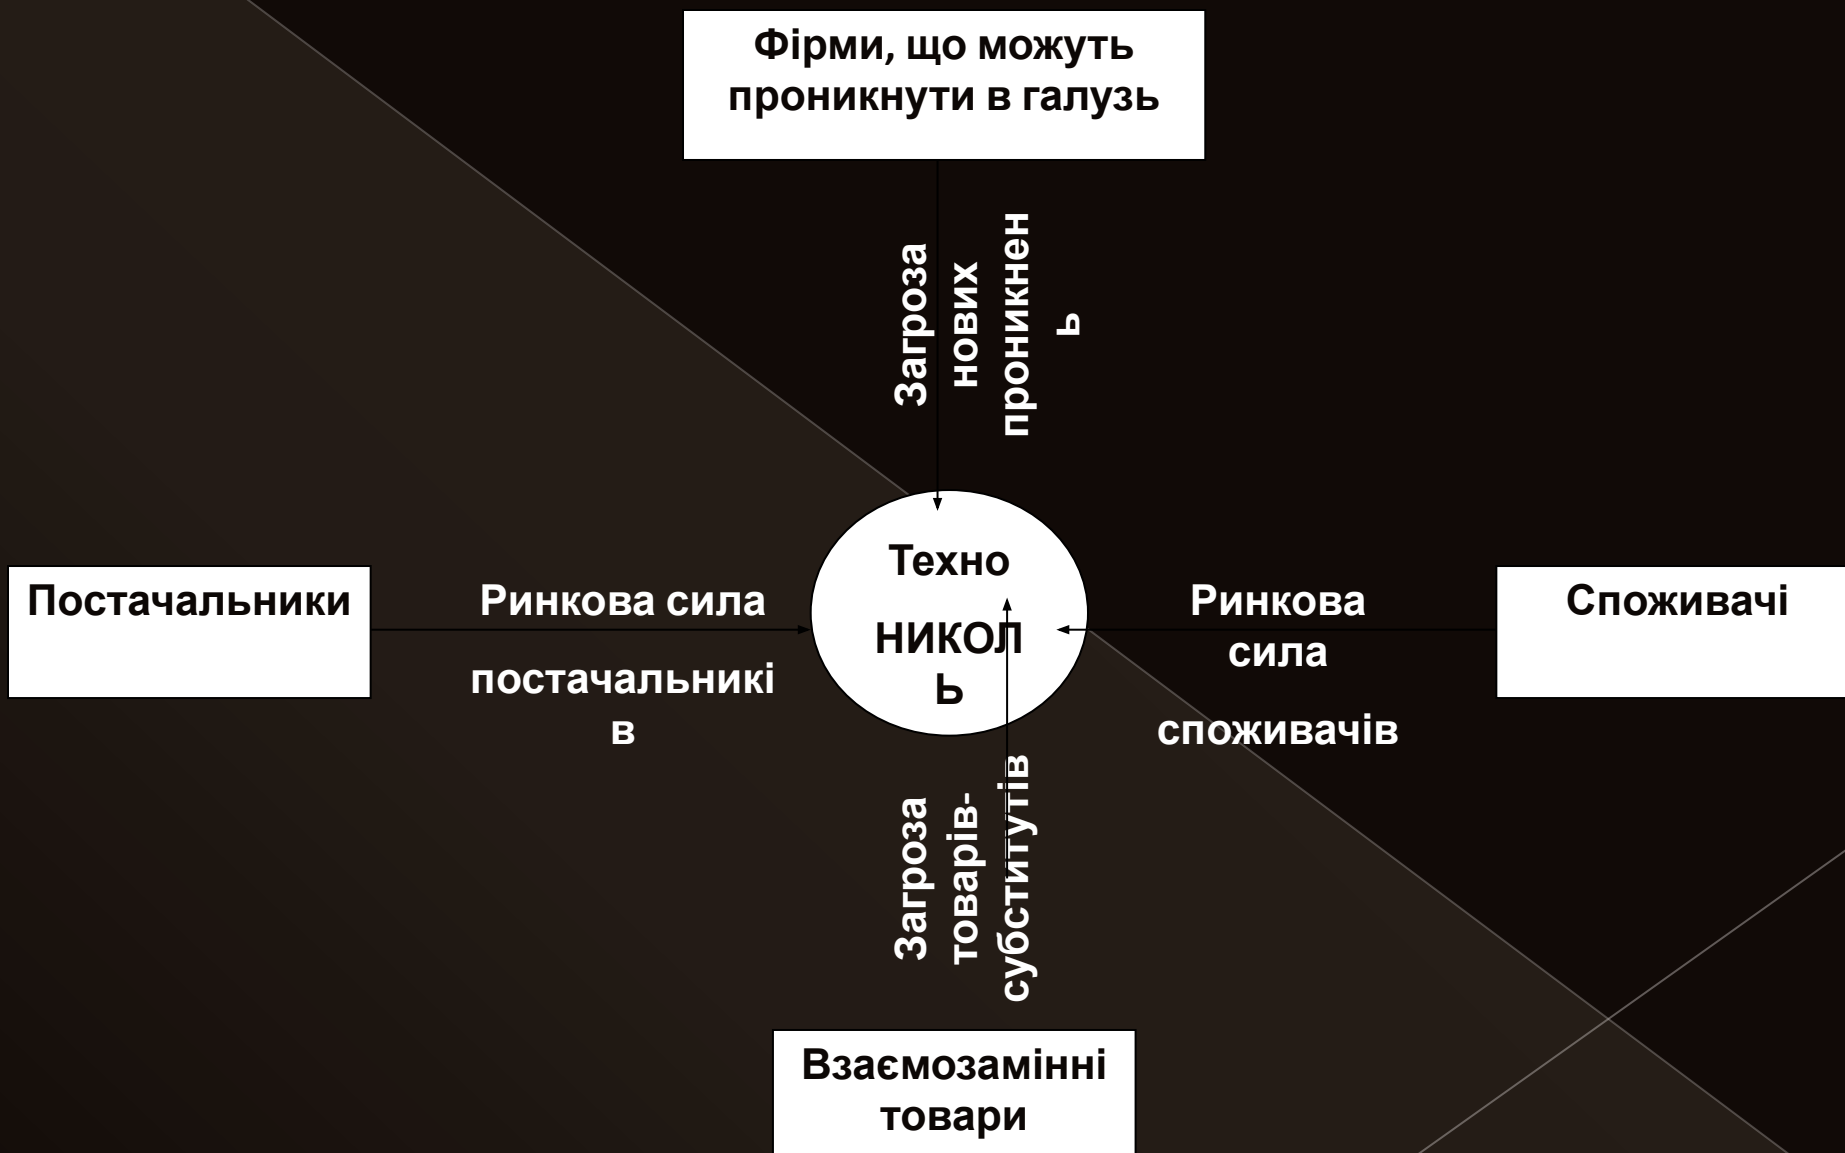 Фірми, що можуть
проникнути в галузь
Загроза
нових
проникнен
ь
Постачальники
Ринкова сила
постачальникі
в
Техно
НИКОЛ
Ь
Ринкова
сила
споживачів
Споживачі
Загроза
товарів-
субститутів
Взаємозамінні
товари